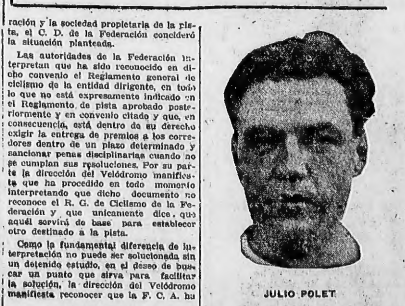 ración y la sociedad propietaria de la pis-
ta, el C. D. de la Federación consideró
la situación planteada.
Las autoridades de la Federación in-
terpretan que ha sido reconocido en di-
cho convenio el Reglamento general de
ciclismo de la entidad dirigente, en todo
lo que no está expresamente indicado en
el Reglamento de pista aprobado poste-
riormente y en convenio citado y que, en
consecuencia, está dentro de su derecho
exigir la entrega de premios a los corre-
dores dentro de un plazo determinado y
sancionar penas disciplinarias cuando no
se cumplan sus resoluciones. Por su par-
te la dirección del Velódromo manifies-
ta que ha procedido en todo momento
interpretando que dicho documento no
reconoce el R. G. de Ciclismo de la Fe-
deración y que unicamente dice, que
aquél servirá de base para establecer
otro destinado a la pista.
Como la fundamental diferencia de in-
terpretación no puede ser solucionada sin
un detenido estudio, en el deseo de bus-
car un punto que sirva para facilitar
la solución, la dirección del Velódromo
manifiesta reconocer que la F. C. A. ha
JULIO POLET